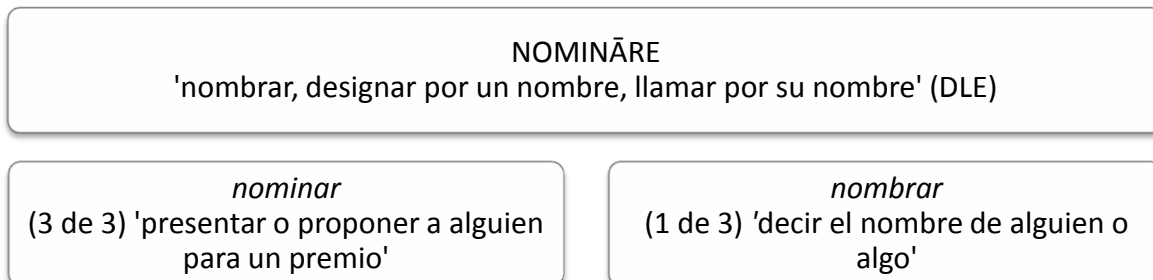 NOMINĀRE
'nombrar, designar por un nombre, llamar por su nombre' (DLE)
nominar
(3 de 3) 'presentar o proponer a alguien
para un premio'
nombrar
(1 de 3) 'decir el nombre de alguien o
algo'